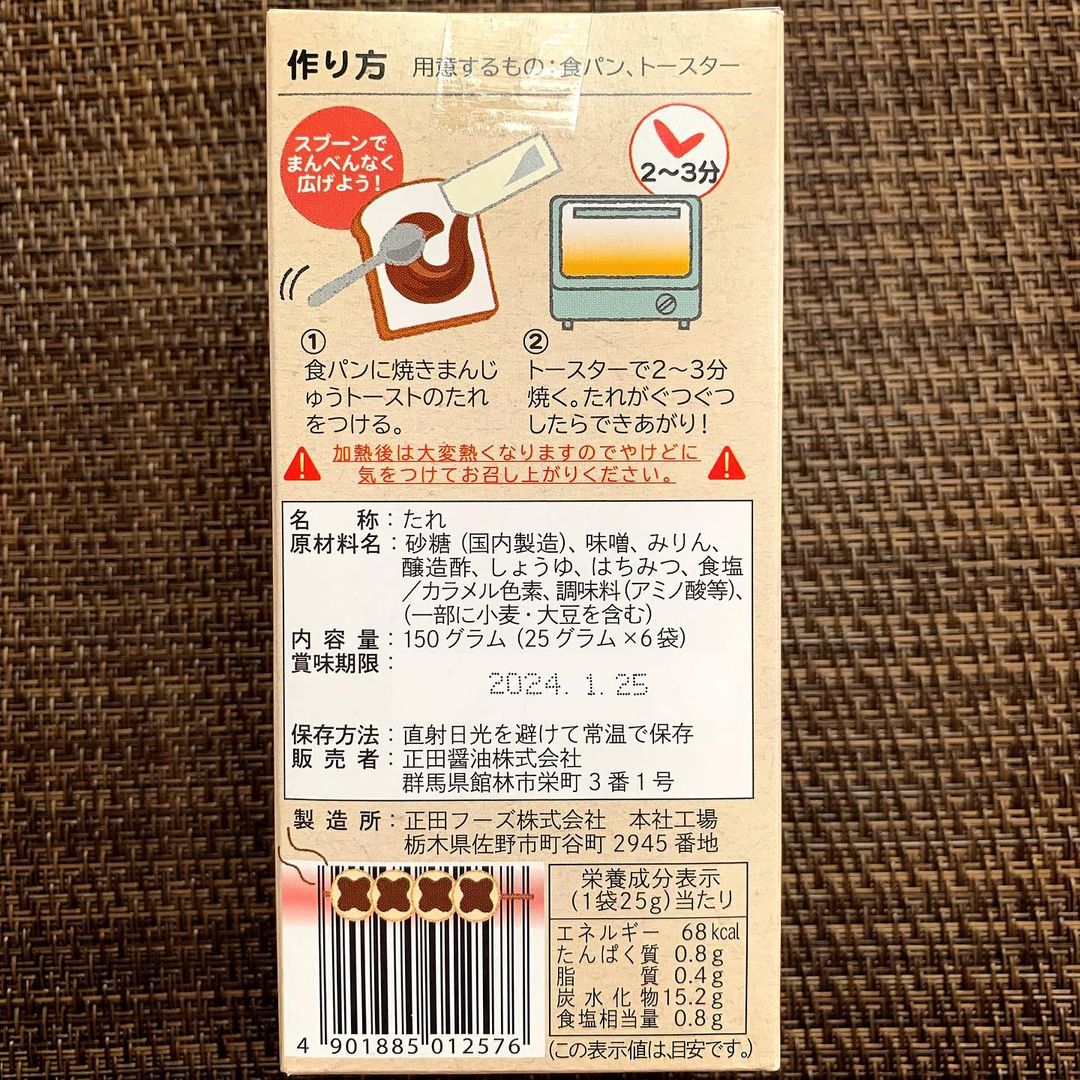 作り方 用意するもの:食パン、トースター
スプーンで
まんべんなく
広げよう!
2〜3分
①
食パンに焼きまんじ
ゅうトーストのたれ
をつける。
②
トースターで2〜3分
焼く。たれがぐつぐつ
したらできあがり!
加熱後は大変熱くなりますのでやけどに
気をつけてお召し上がりください。
名称:たれ
原材料名:砂糖(国内製造)、味噌、みりん、
醸造酢、しょうゆ、はちみつ、食塩
/カラメル色素、調味料(アミノ酸等)、
(一部に小麦・大豆を含む)
内容量:150グラム(25グラム×6袋)
賞味期限:
2024.1.25
保存方法:直射日光を避けて常温で保存
販売者:正田醤油株式会社
群馬県館林市栄町3番1号
製造所:正田フーズ株式会社 本社工場
栃木県佐野市町谷町2945番地
4 901885 012576
栄養成分表示
(1袋25g)当たり
エネルギー 68kcal
たんぱく質 0.8g
脂質 0.4g
炭水化物 15.2g
食塩相当量 0.8g
(この表示値は、目安です。)